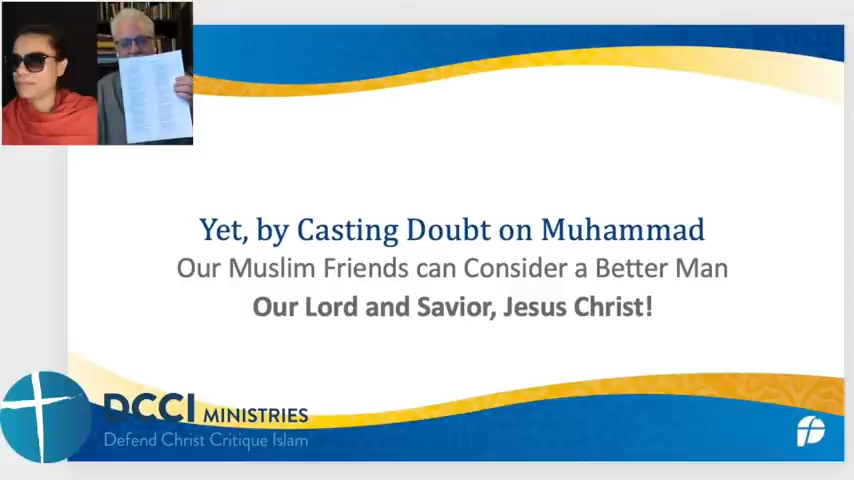 Yet, by Casting Doubt on Muhammad
Our Muslim Friends can Consider a Better Man
Our Lord and Savior, Jesus Christ!
DCCI MINISTRIES
Defend Christ Critique Islam